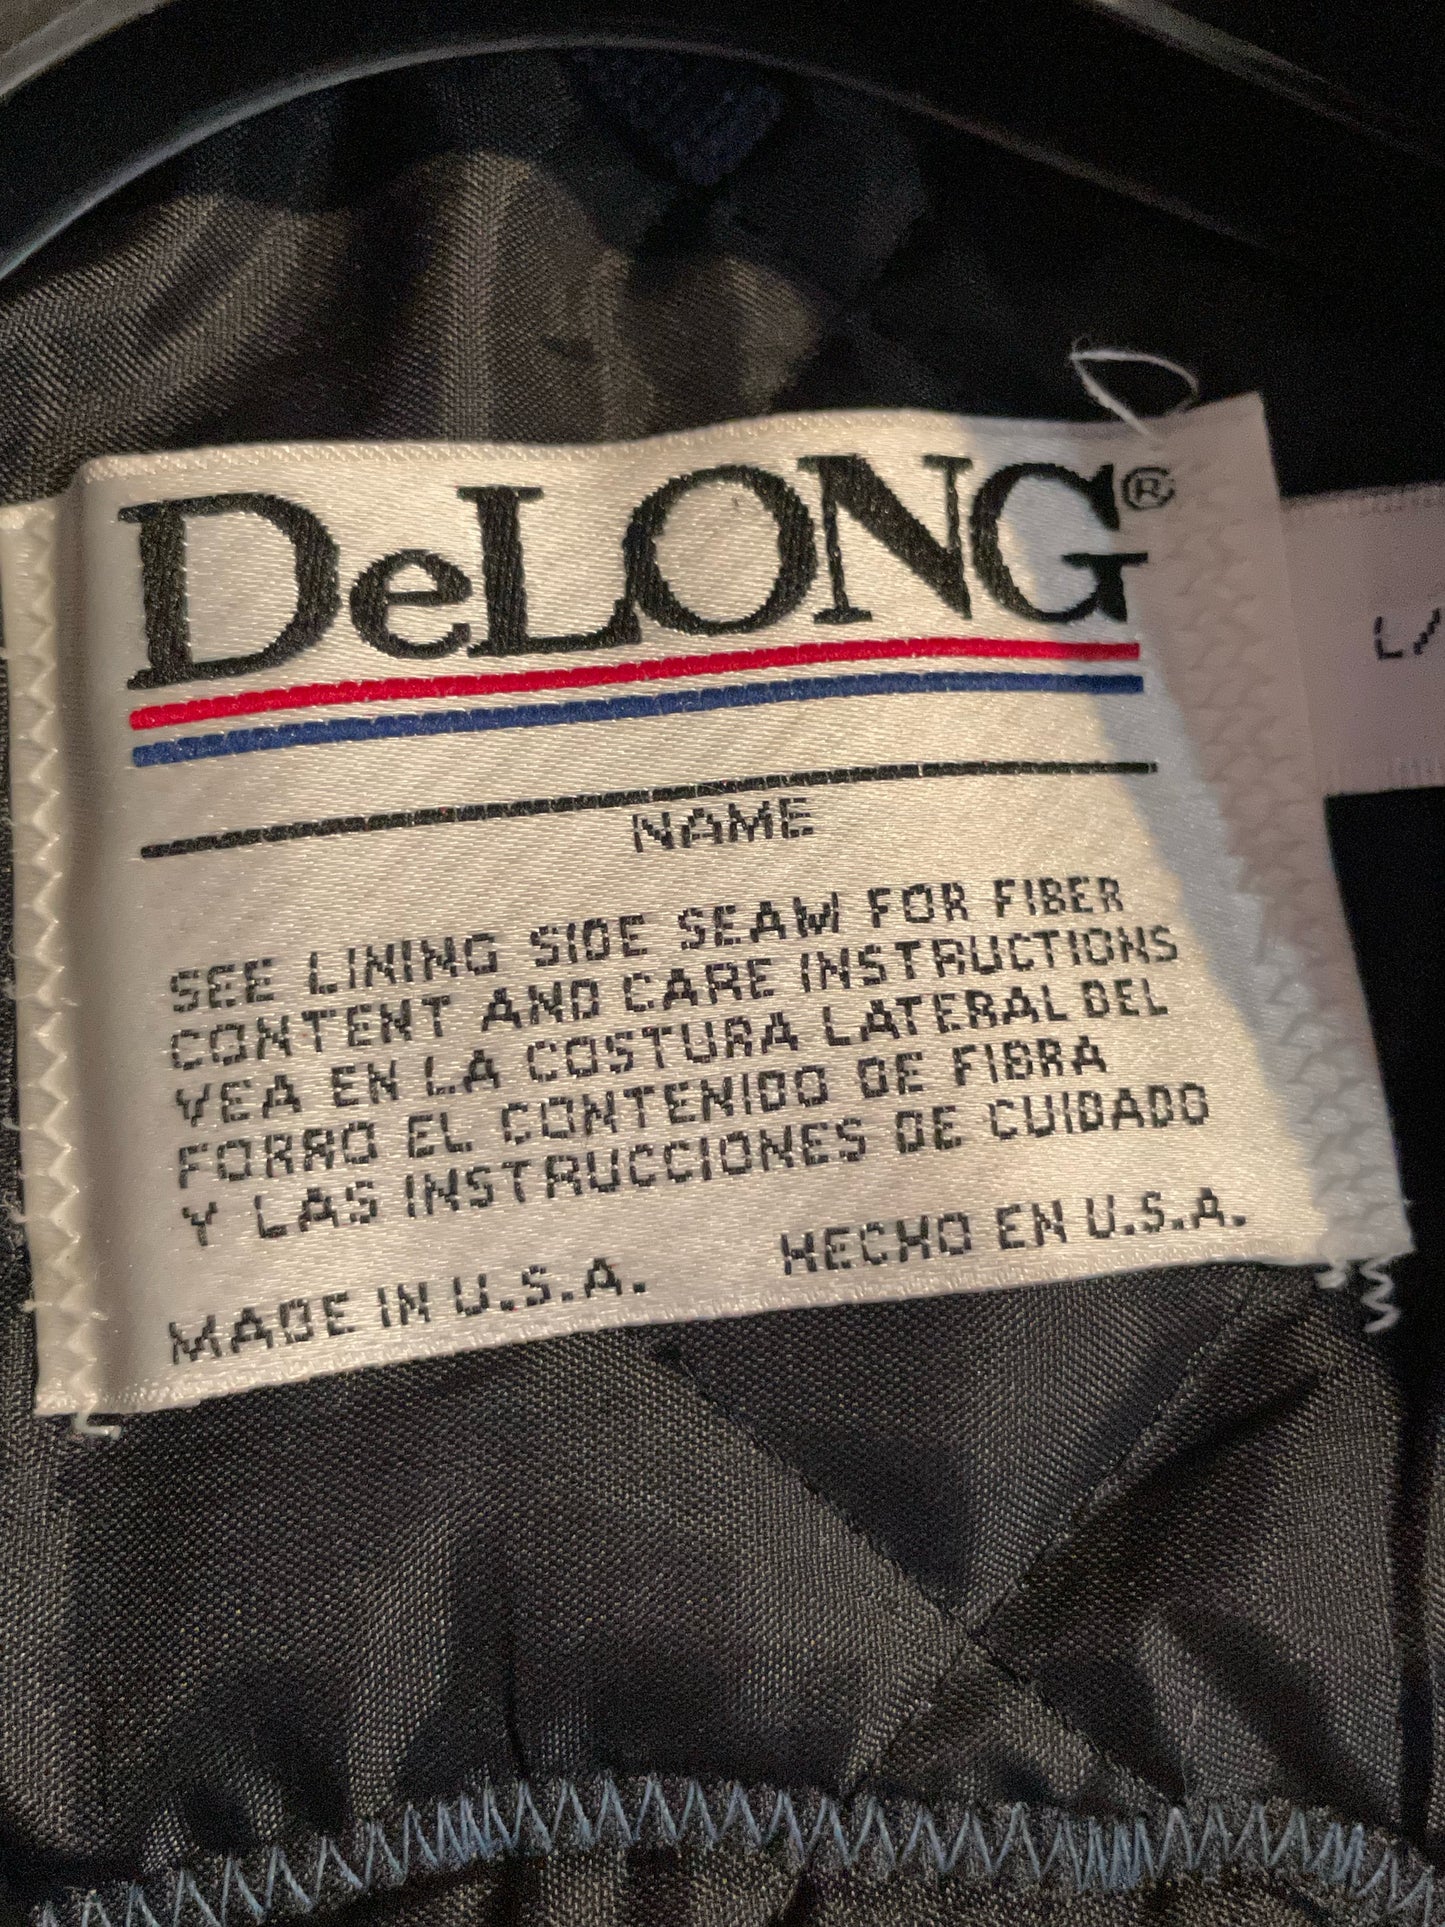 DeLONG®
NAME
SEE LINING SIDE SEAW FOR FIBER
CONTENT AND CARE INSTRUCTIONS
VEA EN LA COSTURA LATERAL DEL
FORRO EL CONTENIDO DE FIBRA
Y LAS INSTRUCCIONES DE CUIDADO
MADE IN U.S.A. HECHO EN U.S.A.